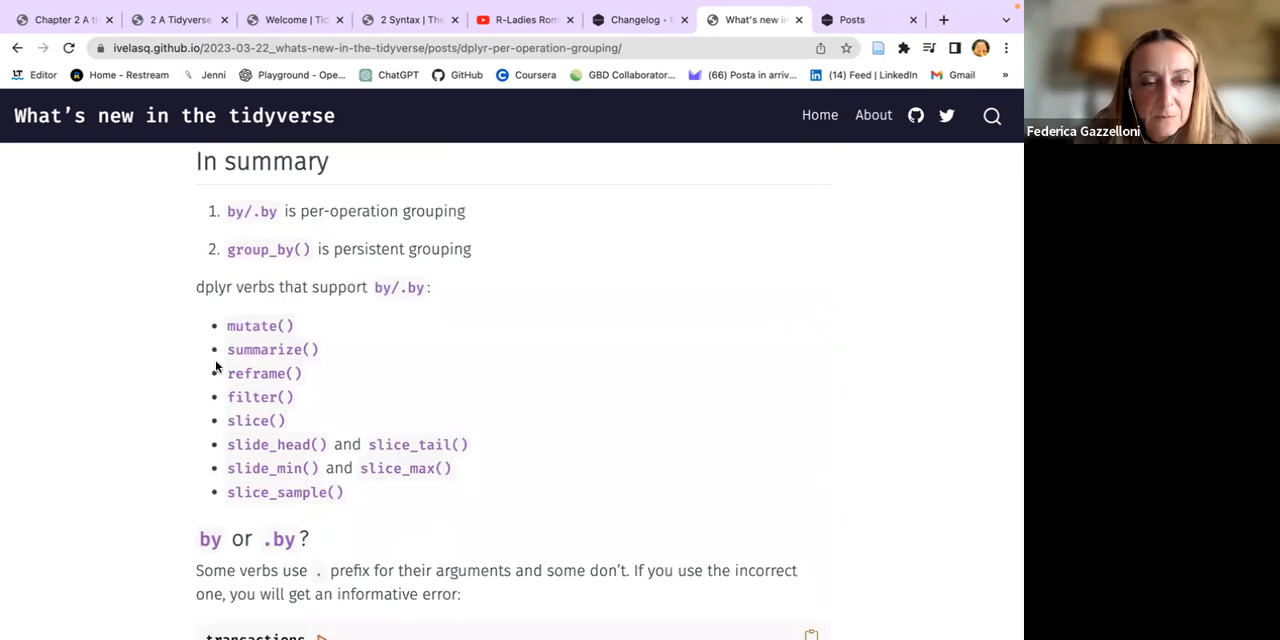 Chapter 2 A ti
2 A Tidyverse
Welcome | Tid
2 Syntax | The
R-Ladies Rom
Changelog •
What's new in
Posts
ivelasq.github.io/2023-03-22_whats-new-in-the-tidyverse/posts/dplyr-per-operation-grouping/
Editor
Home - Restream
Jenni
Playground - Ope...
ChatGPT
GitHub
Coursera
GBD Collaborator...
(66) Posta in arriv...
(14) Feed | LinkedIn
Gmail
»
What's new in the tidyverse
Home
About
Federica Gazzelloni
In summary
1. by/.by is per-operation grouping
2. group_by() is persistent grouping
dplyr verbs that support by/.by:
• mutate()
• summarize()
• reframe()
• filter()
• slice()
• slide_head() and slice_tail()
• slide_min() and slice_max()
• slice_sample()
by or .by?
Some verbs use . prefix for their arguments and some don't. If you use the incorrect
one, you will get an informative error:
transactions |>